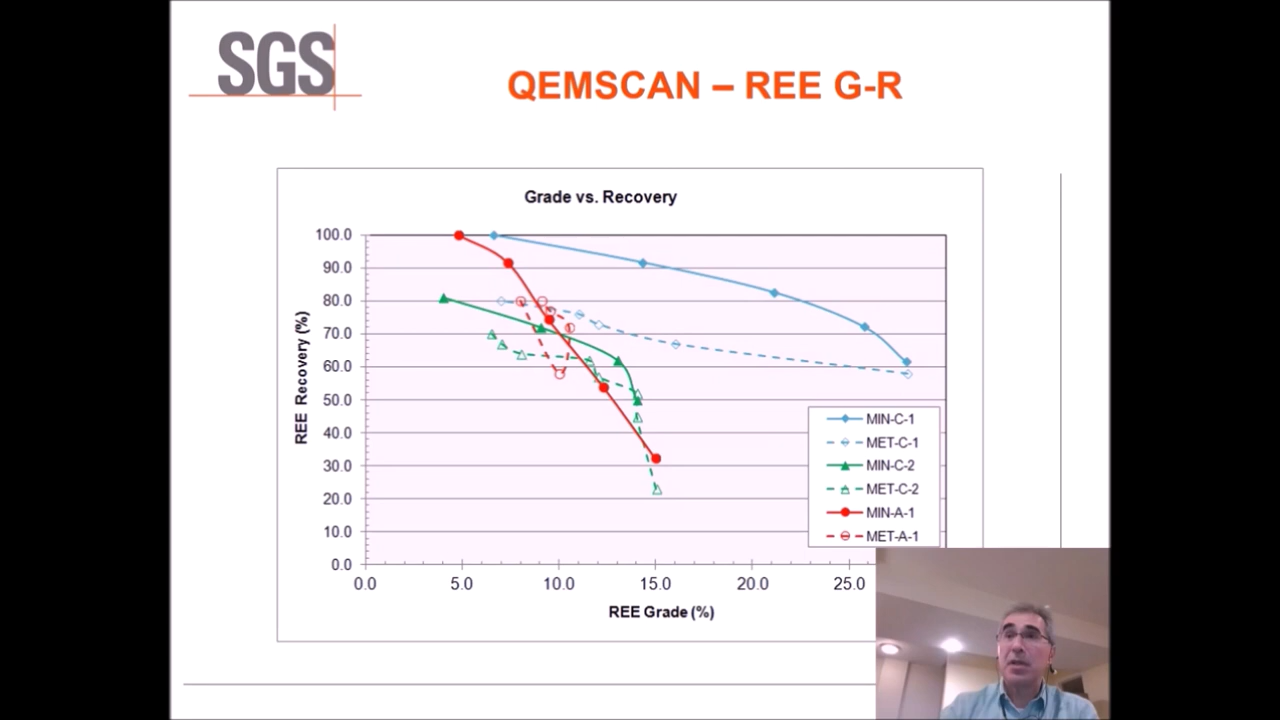 SGS
QEMSCAN – REE G-R
Grade vs. Recovery
100.0
90.0
80.0
70.0
60.0
50.0
40.0
30.0
20.0
10.0
0.0
REE Recovery (%)
0.0 5.0 10.0 15.0 20.0 25.0
REE Grade (%)
MIN-C-1
MET-C-1
MIN-C-2
MET-C-2
MIN-A-1
MET-A-1